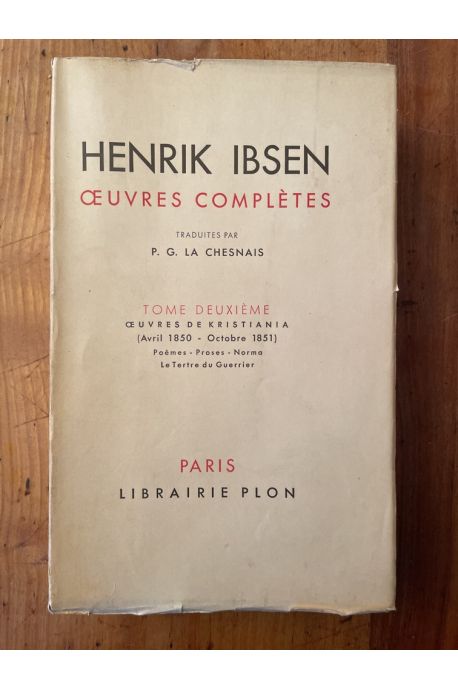 HENRIK IBSEN
ŒUVRES COMPLÈTES
TRADUITES PAR
P. G. LA CHESNAIS
TOME DEUXIÈME
ŒUVRES DE KRISTIANIA
(Avril 1850 - Octobre 1851)
Poèmes - Proses - Norma
Le Tertre du Guerrier
PARIS
LIBRAIRIE PLON